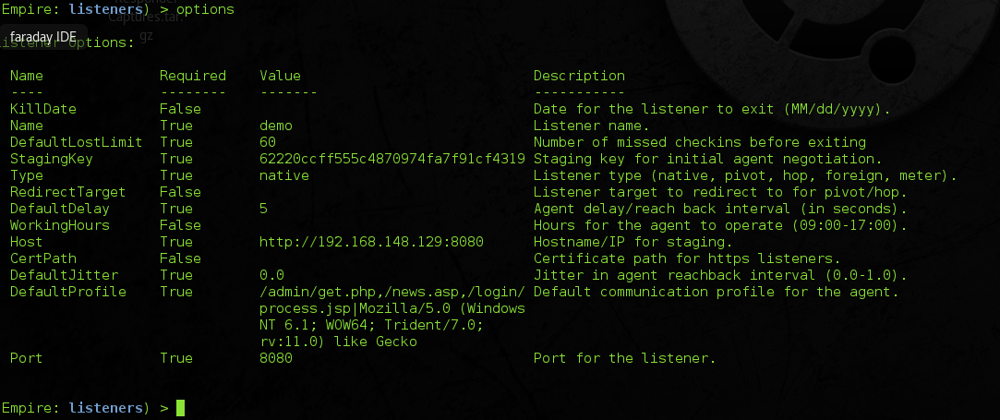 Responder
Empire: listeners) > options
Captures.tar.
gz
faraday IDE
listener Options:
Name Required Value Description
---- -------- ------- -----------
KillDate False Date for the listener to exit (MM/dd/yyyy).
Name True demo Listener name.
DefaultLostLimit True 60 Number of missed checkins before exiting
StagingKey True 62220ccff555c4870974fa7f91cf4319 Staging key for initial agent negotiation.
Type True native Listener type (native, pivot, hop, foreign, meter).
RedirectTarget False Listener target to redirect to for pivot/hop.
DefaultDelay True 5 Agent delay/reach back interval (in seconds).
WorkingHours False Hours for the agent to operate (09:00-17:00).
Host True http://192.168.148.129:8080 Hostname/IP for staging.
CertPath False Certificate path for https listeners.
DefaultJitter True 0.0 Jitter in agent reachback interval (0.0-1.0).
DefaultProfile True /admin/get.php,/news.asp,/login/ Default communication profile for the agent.
process.jsp|Mozilla/5.0 (Windows
NT 6.1; WOW64; Trident/7.0;
rv:11.0) like Gecko
Port True 8080 Port for the listener.
Empire: listeners) >